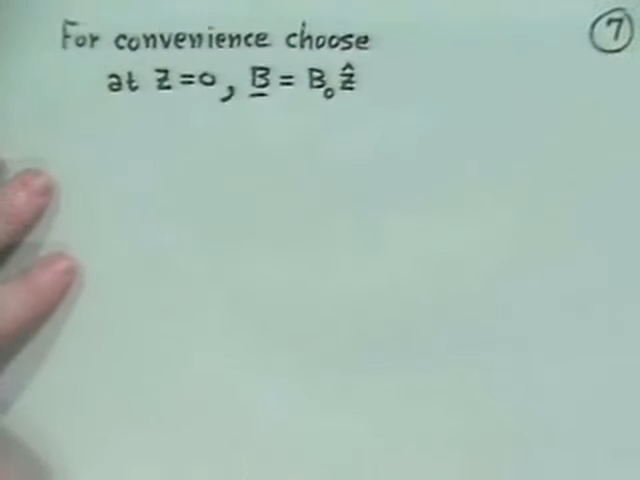 For convenience choose
at z=0, B̲ = B₀ ẑ
7